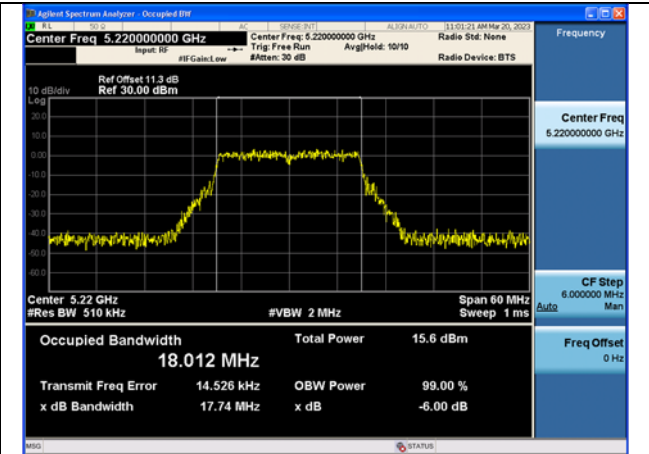 Agilent Spectrum Analyzer - Occupied BW
RL 50 Ω AC SENSE:INT ALIGN AUTO 11:01:21 AM Mar 20, 2023
Center Freq 5.220000000 GHz
Input: RF
#IFGain:Low
Center Freq: 5.220000000 GHz
Trig: Free Run Avg|Hold: 10/10
#Atten: 30 dB
Radio Std: None
Radio Device: BTS
Frequency
Ref Offset 11.3 dB
10 dB/div Ref 30.00 dBm
Log
20.0
10.0
0.00
-10.0
-20.0
-30.0
-40.0
-50.0
-60.0
Center Freq
5.220000000 GHz
Center 5.22 GHz Span 60 MHz
#Res BW 510 kHz #VBW 2 MHz Sweep 1 ms
CF Step
6.000000 MHz
Auto Man
Occupied Bandwidth Total Power 15.6 dBm
18.012 MHz
Transmit Freq Error 14.526 kHz OBW Power 99.00 %
x dB Bandwidth 17.74 MHz x dB -6.00 dB
Freq Offset
0 Hz
MSG STATUS